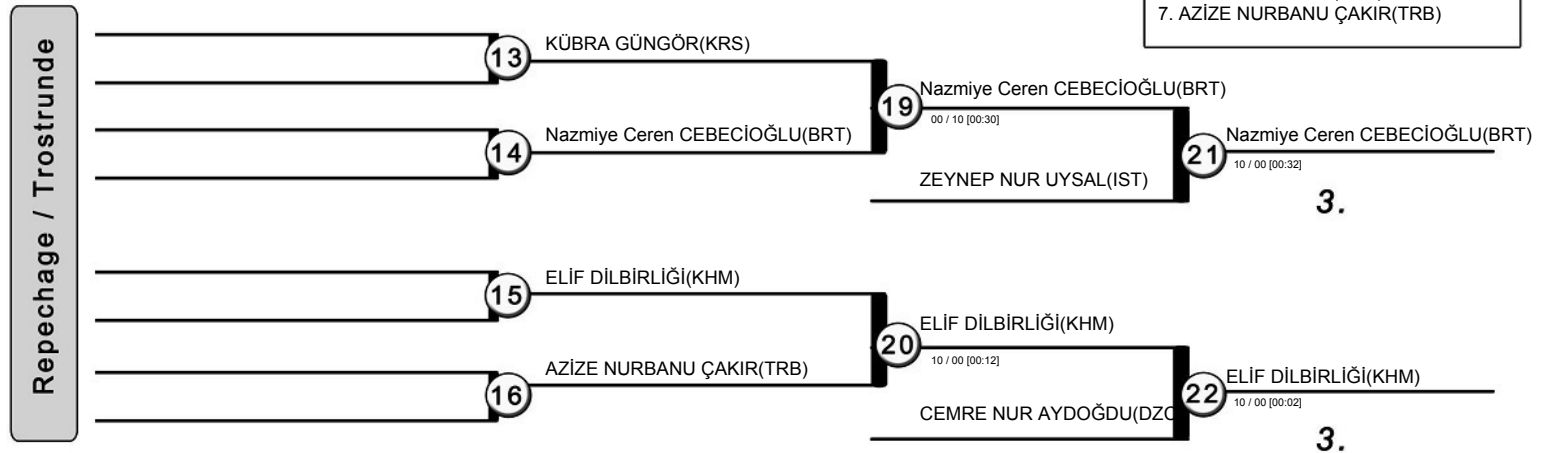 7. AZİZE NURBANU ÇAKIR(TRB)
Repechage / Trostrunde
13
KÜBRA GÜNGÖR(KRS)
19
Nazmiye Ceren CEBECİOĞLU(BRT)
00 / 10 [00:30]
14
Nazmiye Ceren CEBECİOĞLU(BRT)
21
Nazmiye Ceren CEBECİOĞLU(BRT)
10 / 00 [00:32]
ZEYNEP NUR UYSAL(IST)
3.
15
ELİF DİLBİRLİĞİ(KHM)
20
ELİF DİLBİRLİĞİ(KHM)
10 / 00 [00:12]
16
AZİZE NURBANU ÇAKIR(TRB)
22
ELİF DİLBİRLİĞİ(KHM)
10 / 00 [00:02]
CEMRE NUR AYDOĞDU(DZC
3.